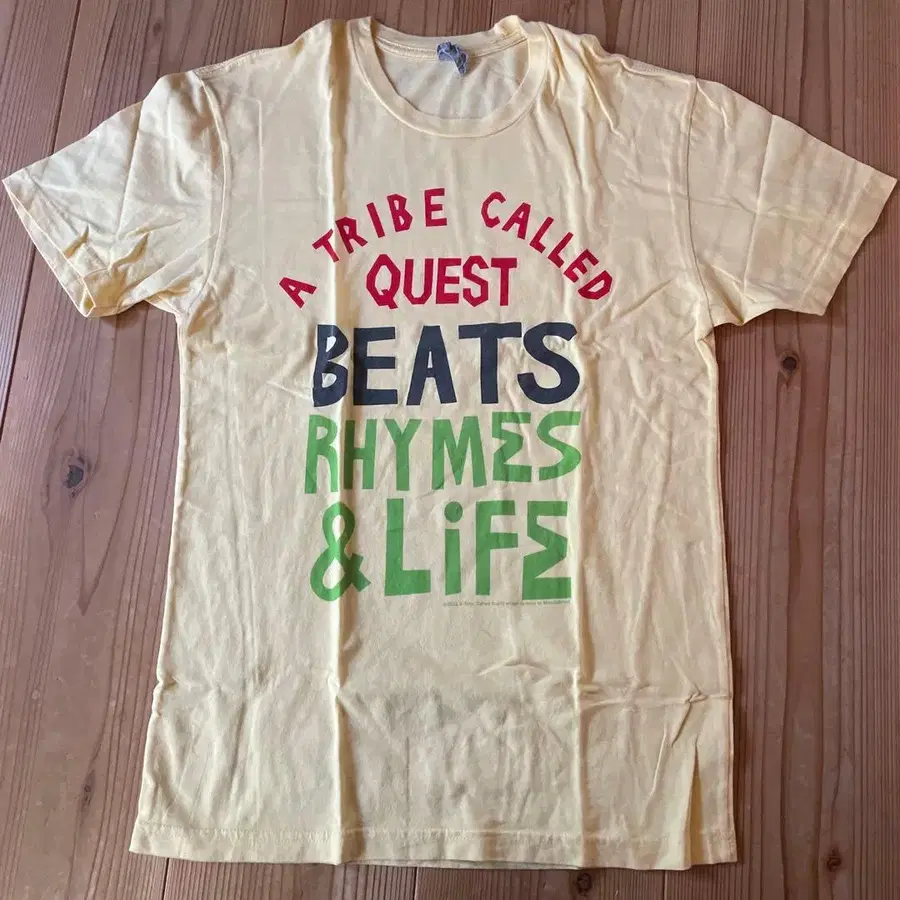 A TRIBE CALLED
QUEST
BEATS
RHYMES
& LiFE